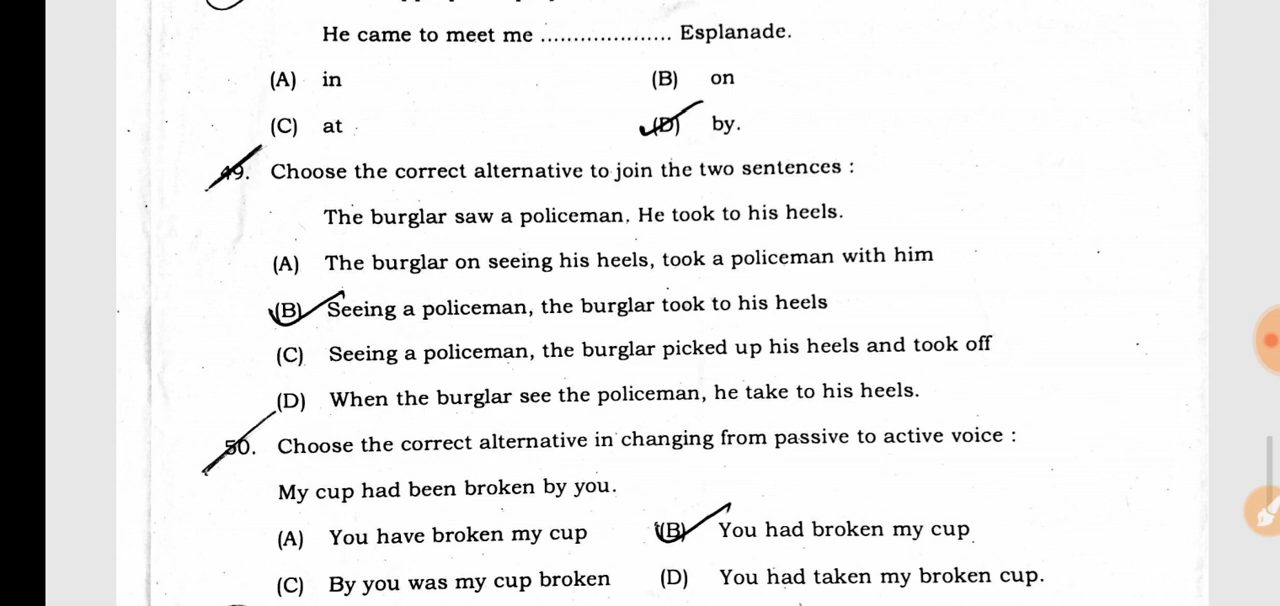 He came to meet me .................... Esplanade.
(A) in (B) on
(C) at (D) by.
49. Choose the correct alternative to join the two sentences :
The burglar saw a policeman. He took to his heels.
(A) The burglar on seeing his heels, took a policeman with him
(B) Seeing a policeman, the burglar took to his heels
(C) Seeing a policeman, the burglar picked up his heels and took off
(D) When the burglar see the policeman, he take to his heels.
50. Choose the correct alternative in changing from passive to active voice :
My cup had been broken by you.
(A) You have broken my cup (B) You had broken my cup
(C) By you was my cup broken (D) You had taken my broken cup.